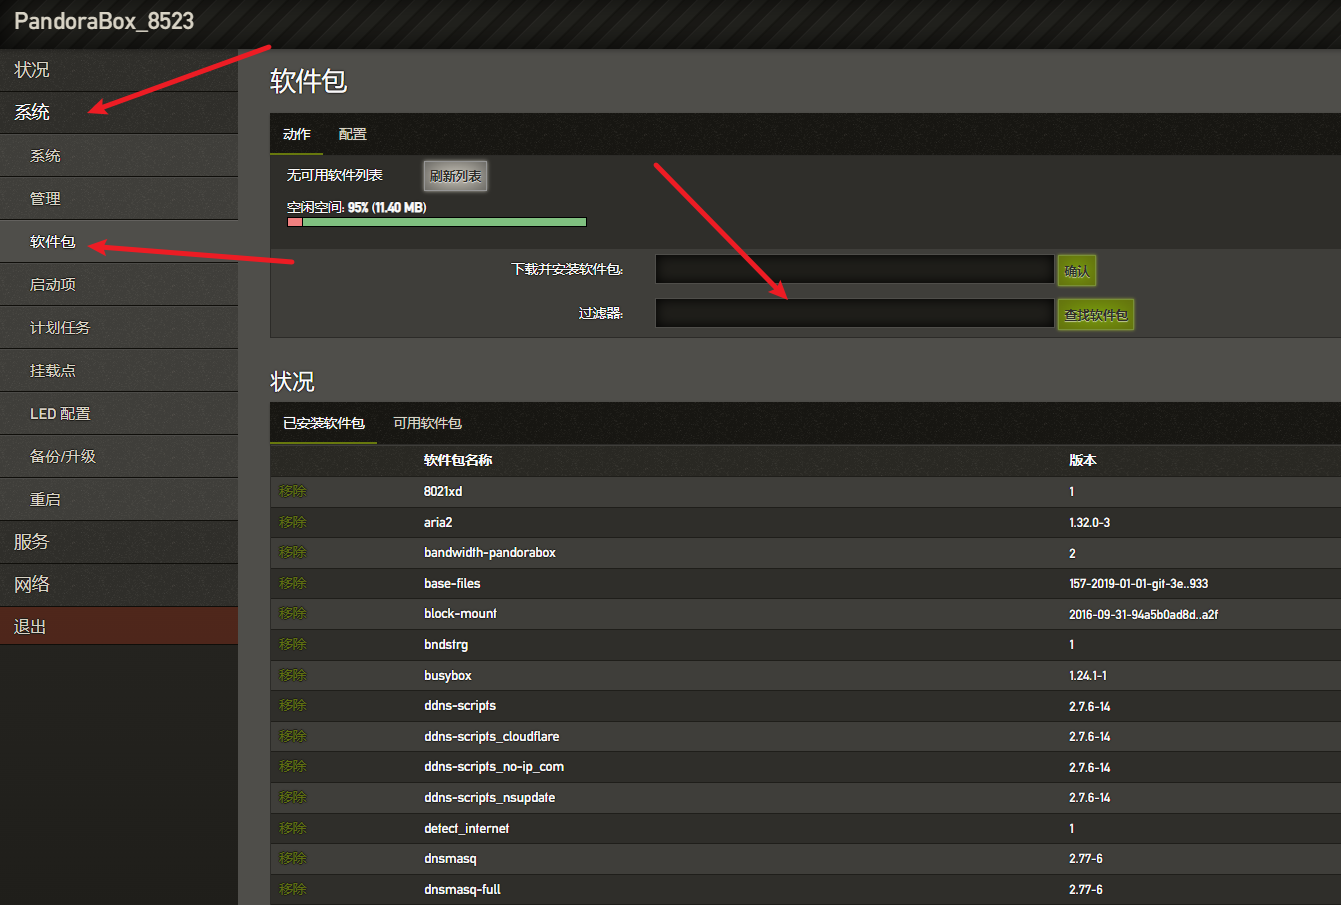 PandoraBox_8523
状况
系统
系统
管理
软件包
启动项
计划任务
挂载点
LED 配置
备份/升级
重启
服务
网络
退出
软件包
动作 配置
无可用软件列表 刷新列表
空闲空间: 95% (11.40 MB)
下载并安装软件包: 确认
过滤器: 查找软件包
状况
已安装软件包 可用软件包
软件包名称 版本
移除 8021xd 1
移除 aria2 1.32.0-3
移除 bandwidth-pandorabox 2
移除 base-files 157-2019-01-01-git-3e..933
移除 block-mount 2016-09-31-94a5b0ad8d..a2f
移除 bndstrg 1
移除 busybox 1.24.1-1
移除 ddns-scripts 2.7.6-14
移除 ddns-scripts_cloudflare 2.7.6-14
移除 ddns-scripts_no-ip_com 2.7.6-14
移除 ddns-scripts_nsupdate 2.7.6-14
移除 detect_internet 1
移除 dnsmasq 2.77-6
移除 dnsmasq-full 2.77-6